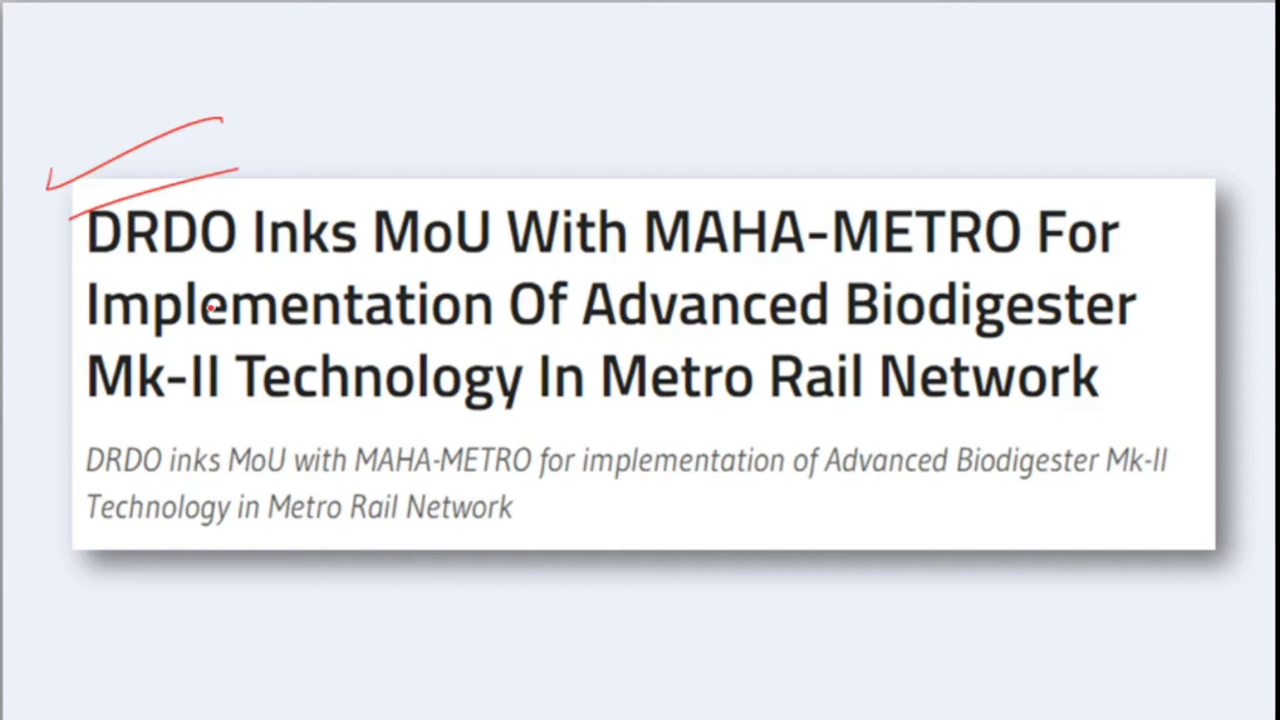 DRDO Inks MoU With MAHA-METRO For
Implementation Of Advanced Biodigester
Mk-II Technology In Metro Rail Network
DRDO inks MoU with MAHA-METRO for implementation of Advanced Biodigester Mk-II
Technology in Metro Rail Network